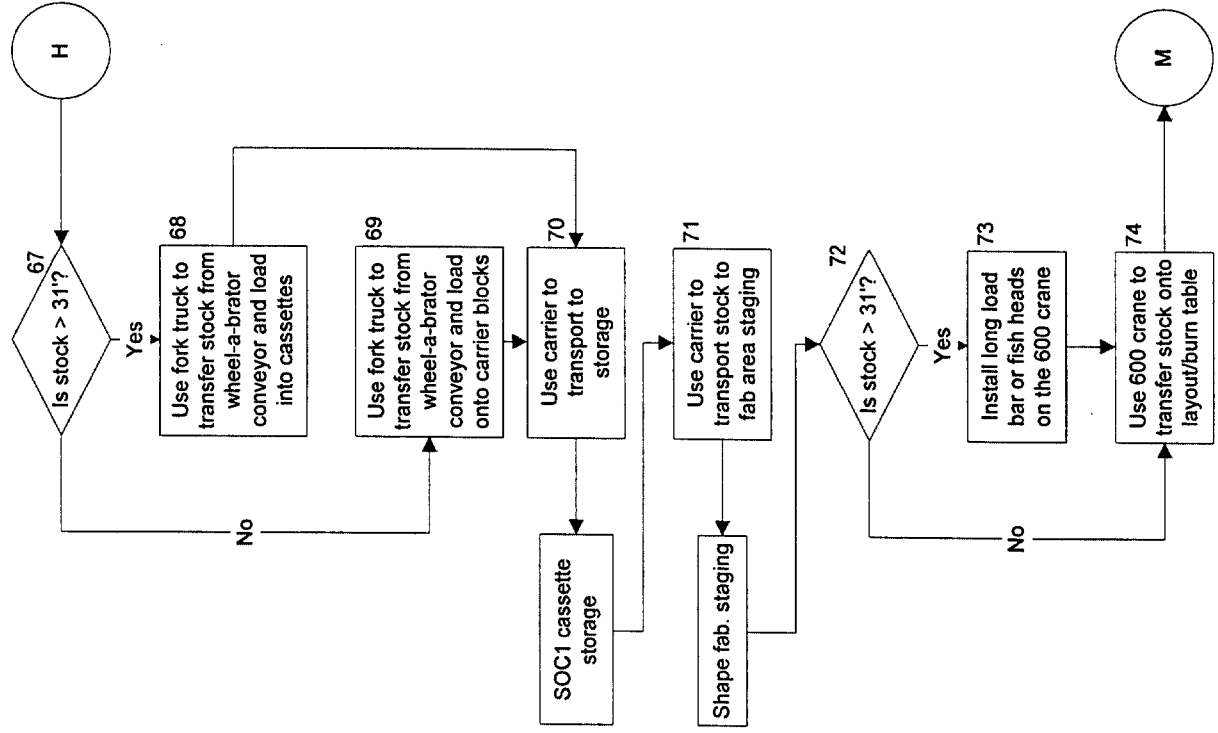 H
67
Is stock > 31'?
Yes
68
Use fork truck to
transfer stock from
wheel-a-brator
conveyor and load
into cassettes
No
69
Use fork truck to
transfer stock from
wheel-a-brator
conveyor and load
onto carrier blocks
70
Use carrier to
transport to
storage
SOC1 cassette
storage
71
Use carrier to
transport stock to
fab area staging
Shape fab. staging
72
Is stock > 31'?
Yes
73
Install long load
bar or fish heads
on the 600 crane
No
74
Use 600 crane to
transfer stock onto
layout/burn table
M